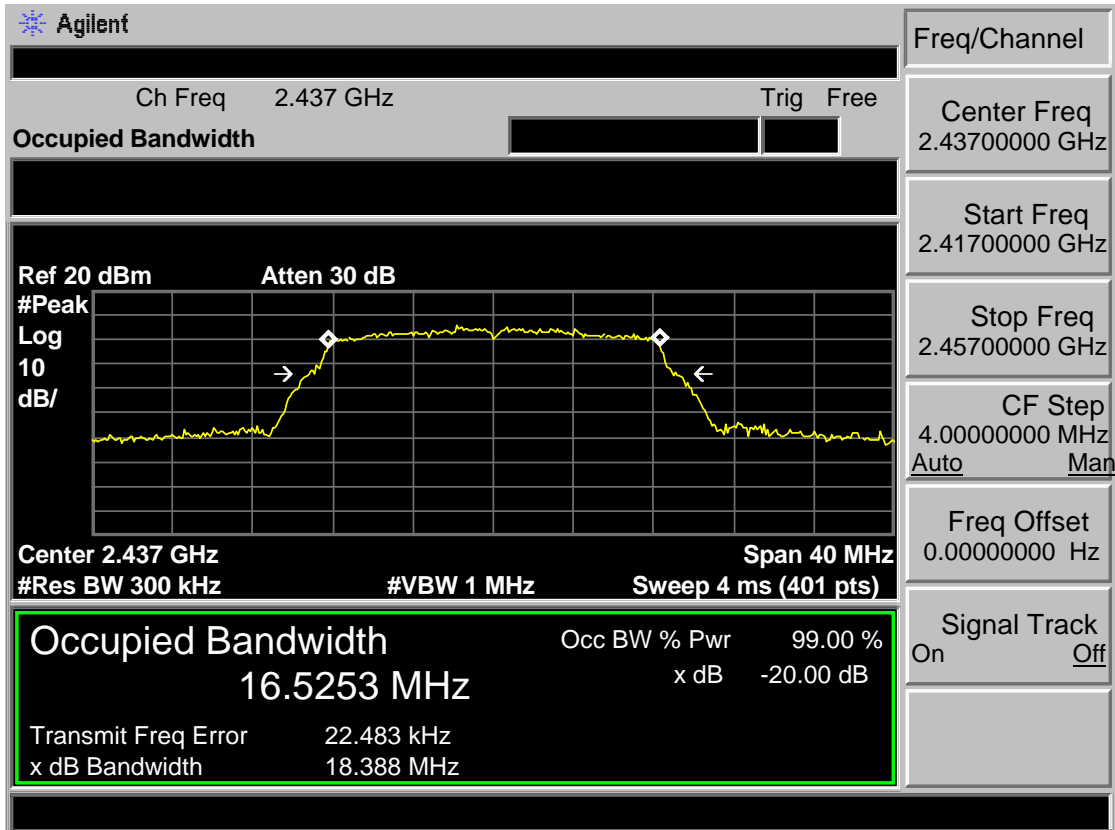 Agilent
Freq/Channel
Ch Freq 2.437 GHz Trig Free
Occupied Bandwidth
Center Freq
2.43700000 GHz
Start Freq
2.41700000 GHz
Stop Freq
2.45700000 GHz
CF Step
4.00000000 MHz
Auto Man
Freq Offset
0.00000000 Hz
Signal Track
On Off
Ref 20 dBm Atten 30 dB
#Peak
Log
10
dB/
Center 2.437 GHz Span 40 MHz
#Res BW 300 kHz #VBW 1 MHz Sweep 4 ms (401 pts)
Occupied Bandwidth
16.5253 MHz
Occ BW % Pwr 99.00 %
x dB -20.00 dB
Transmit Freq Error 22.483 kHz
x dB Bandwidth 18.388 MHz